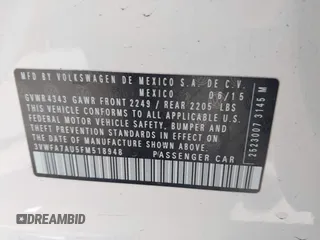 MFD BY VOLKSWAGEN DE MEXICO S.A. DE C.V.
MEXICO 06/15
GVWR4343 GAWR FRONT 2249 / REAR 2205 LBS
THIS VEHICLE CONFORMS TO ALL APPLICABLE U.S.
FEDERAL MOTOR VEHICLE SAFETY, BUMPER AND
THEFT PREVENTION STANDARDS IN EFFECT ON
THE DATE OF MANUFACTURE SHOWN ABOVE.
3VWFA7AU5FM518948
PASSENGER CAR
2523007 3145 M